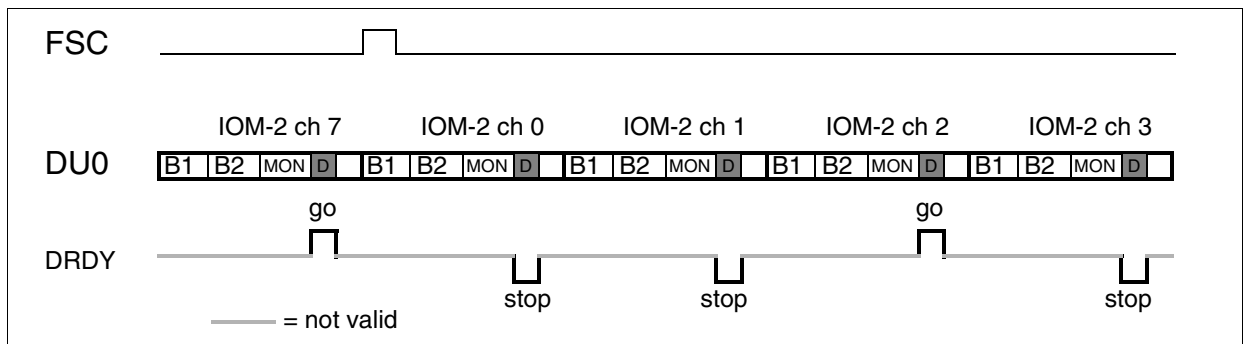 FSC
IOM-2 ch 7 IOM-2 ch 0 IOM-2 ch 1 IOM-2 ch 2 IOM-2 ch 3
DU0 B1 B2 MON D B1 B2 MON D B1 B2 MON D B1 B2 MON D B1 B2 MON D
go go
DRDY
stop stop stop
= not valid